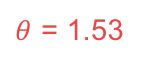 θ = 1.53